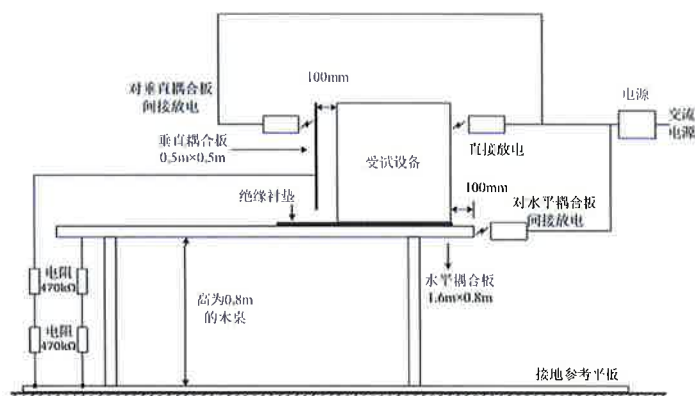 100mm
对垂直耦合板
间接放电
电源
交流
电源
垂直耦合板
0.5m×0.5m
受试设备
直接放电
100mm
绝缘衬垫
对水平耦合板
间接放电
电阻
470kΩ
高为0.8m
的木桌
水平耦合板
1.6m×0.8m
电阻
470kΩ
接地参考平板